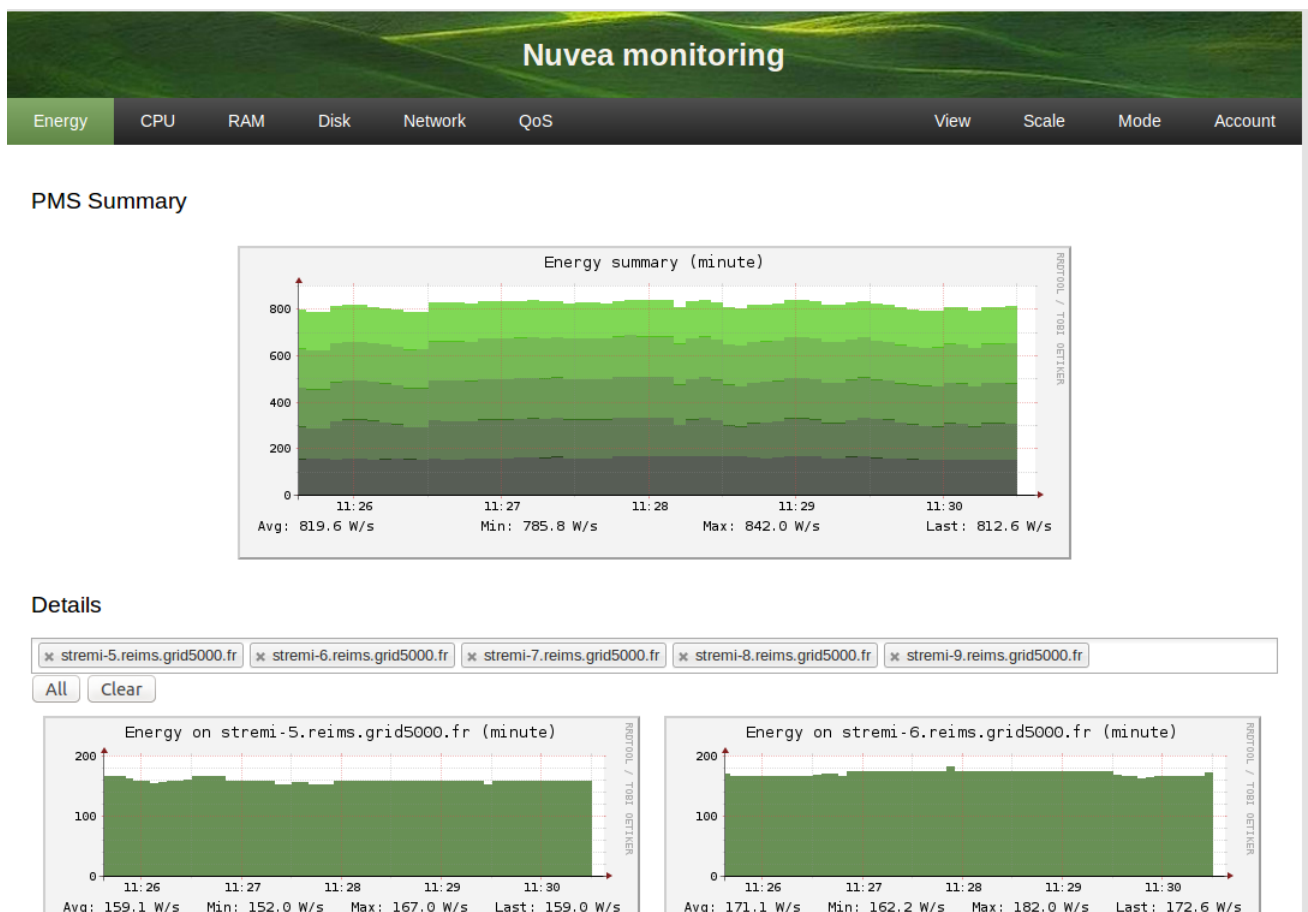 Nuvea monitoring
Energy CPU RAM Disk Network QoS View Scale Mode Account
PMS Summary
Energy summary (minute)
RRDTOOL / TOBI OETIKER
800
600
400
200
0
11:26 11:27 11:28 11:29 11:30
Avg: 819.6 W/s Min: 785.8 W/s Max: 842.0 W/s Last: 812.6 W/s
Details
× stremi-5.reims.grid5000.fr × stremi-6.reims.grid5000.fr × stremi-7.reims.grid5000.fr × stremi-8.reims.grid5000.fr × stremi-9.reims.grid5000.fr
All Clear
Energy on stremi-5.reims.grid5000.fr (minute)
RRDTOOL / TOBI OETIKER
200
100
0
11:26 11:27 11:28 11:29 11:30
Avg: 159.1 W/s Min: 152.0 W/s Max: 167.0 W/s Last: 159.0 W/s
Energy on stremi-6.reims.grid5000.fr (minute)
RRDTOOL / TOBI OETIKER
200
100
0
11:26 11:27 11:28 11:29 11:30
Avg: 171.1 W/s Min: 162.2 W/s Max: 182.0 W/s Last: 172.6 W/s